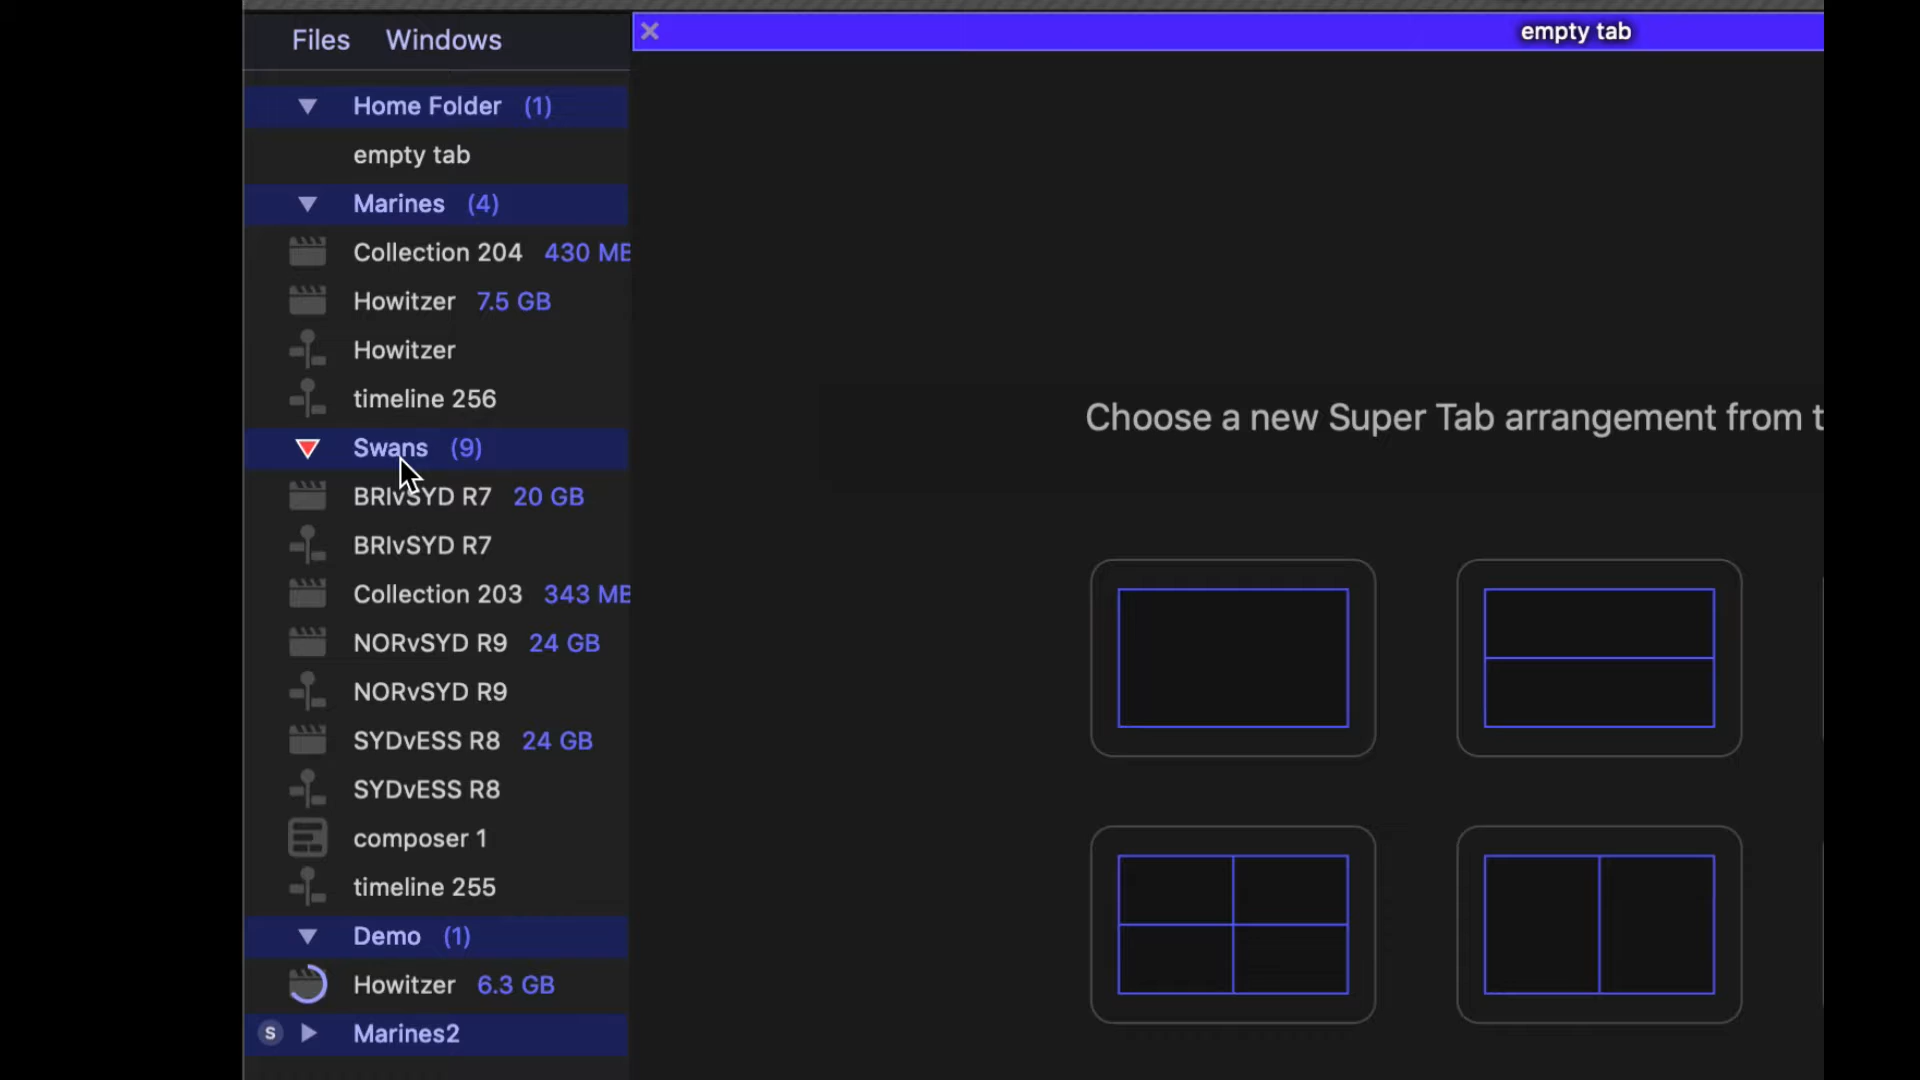 Files Windows
empty tab
Home Folder (1)
empty tab
Marines (4)
Collection 204 430 MB
Howitzer 7.5 GB
Howitzer
timeline 256
Choose a new Super Tab arrangement from t
Swans (9)
BRIvSYD R7 20 GB
BRIvSYD R7
Collection 203 343 MB
NORvSYD R9 24 GB
NORvSYD R9
SYDvESS R8 24 GB
SYDvESS R8
composer 1
timeline 255
Demo (1)
Howitzer 6.3 GB
S Marines2